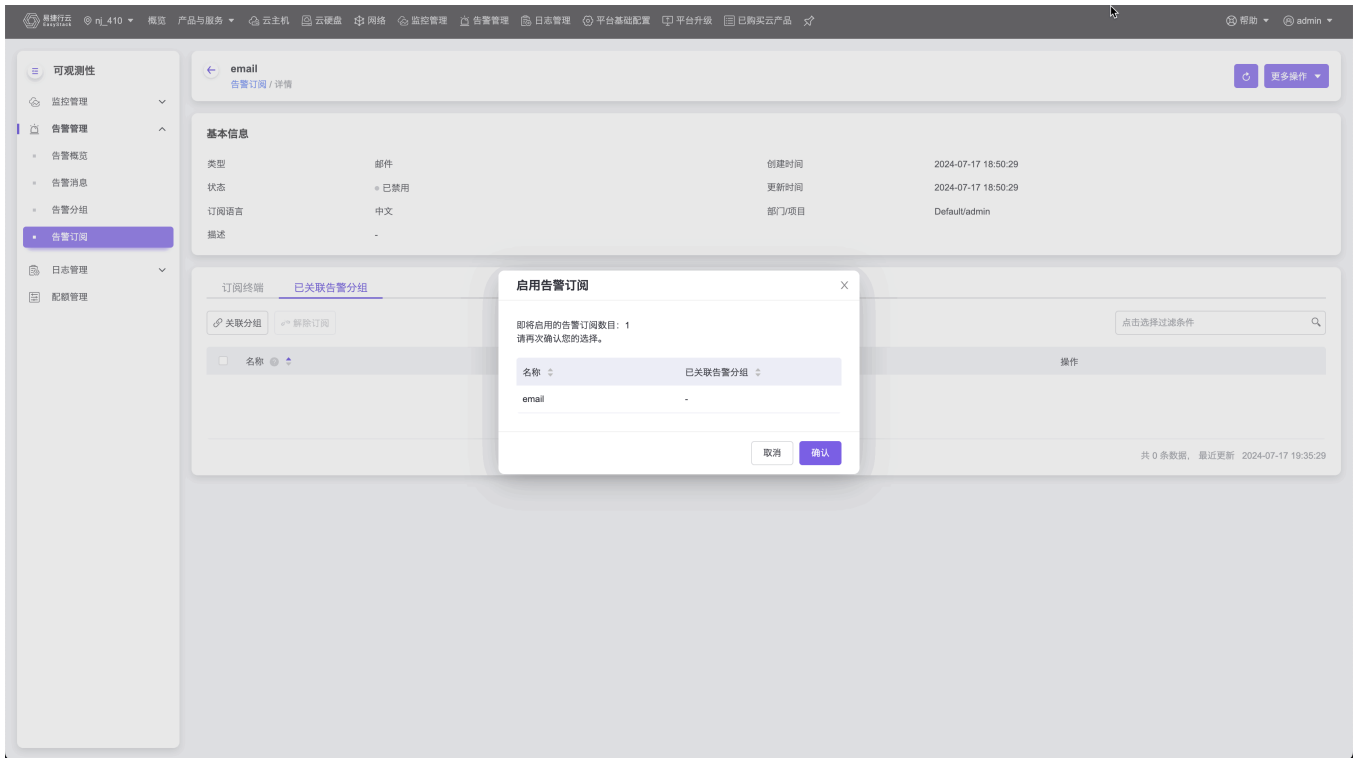 易捷行云 EasyStack nj_410 概览 产品与服务 云主机 云硬盘 网络 监控管理 告警管理 日志管理 平台基础配置 平台升级 已购买云产品 帮助 admin
可观测性
监控管理
告警管理
告警概览
告警消息
告警分组
告警订阅
日志管理
配额管理
email
告警订阅 / 详情
更多操作
基本信息
类型 邮件 创建时间 2024-07-17 18:50:29
状态 已禁用 更新时间 2024-07-17 18:50:29
订阅语言 中文 部门/项目 Default/admin
描述 -
订阅终端 已关联告警分组
关联分组 解除订阅 点击选择过滤条件
名称 操作
共 0 条数据, 最近更新 2024-07-17 19:35:29
启用告警订阅
即将启用的告警订阅数目：1
请再次确认您的选择。
名称 已关联告警分组
email -
取消 确认